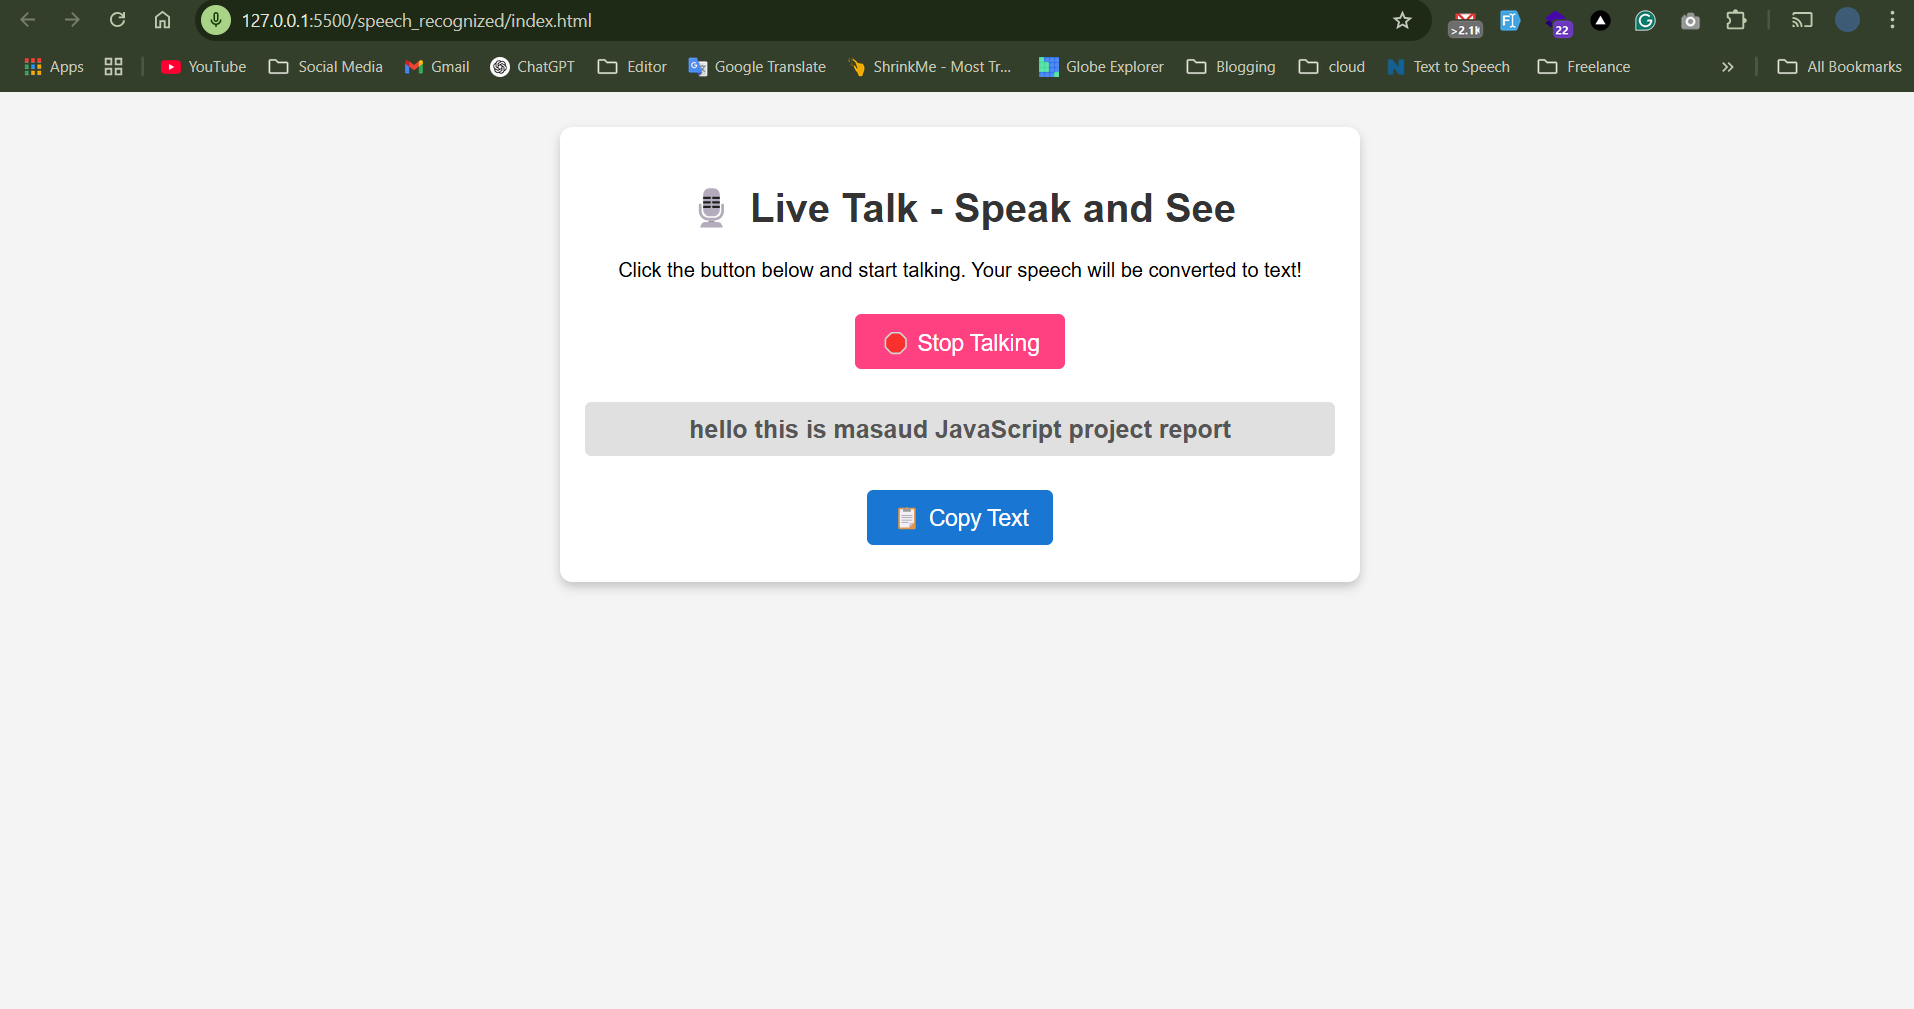 127.0.0.1:5500/speech_recognized/index.html
>2.1K
22
Apps
YouTube
Social Media
Gmail
ChatGPT
Editor
Google Translate
ShrinkMe - Most Tr...
Globe Explorer
Blogging
cloud
Text to Speech
Freelance
All Bookmarks
Live Talk - Speak and See
Click the button below and start talking. Your speech will be converted to text!
Stop Talking
hello this is masaud JavaScript project report
Copy Text